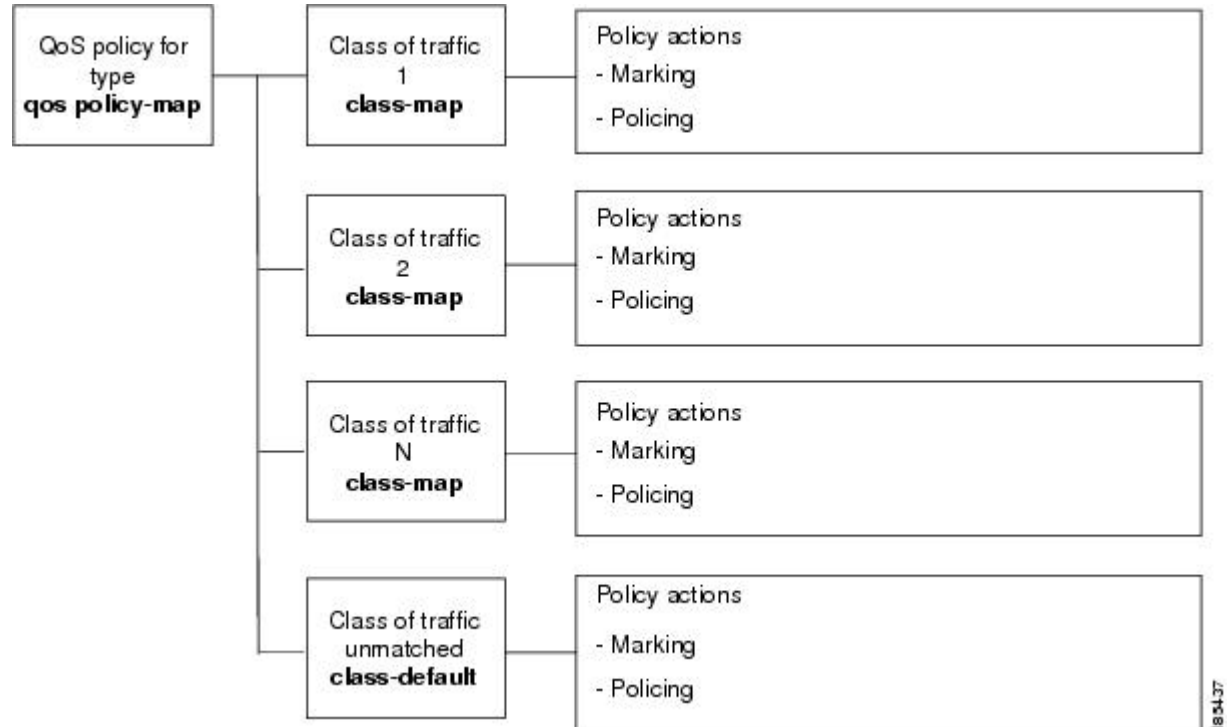 QoS policy for
type
qos policy-map
Class of traffic
1
class-map
Policy actions
- Marking
- Policing
Class of traffic
2
class-map
Policy actions
- Marking
- Policing
Class of traffic
N
class-map
Policy actions
- Marking
- Policing
Class of traffic
unmatched
class-default
Policy actions
- Marking
- Policing